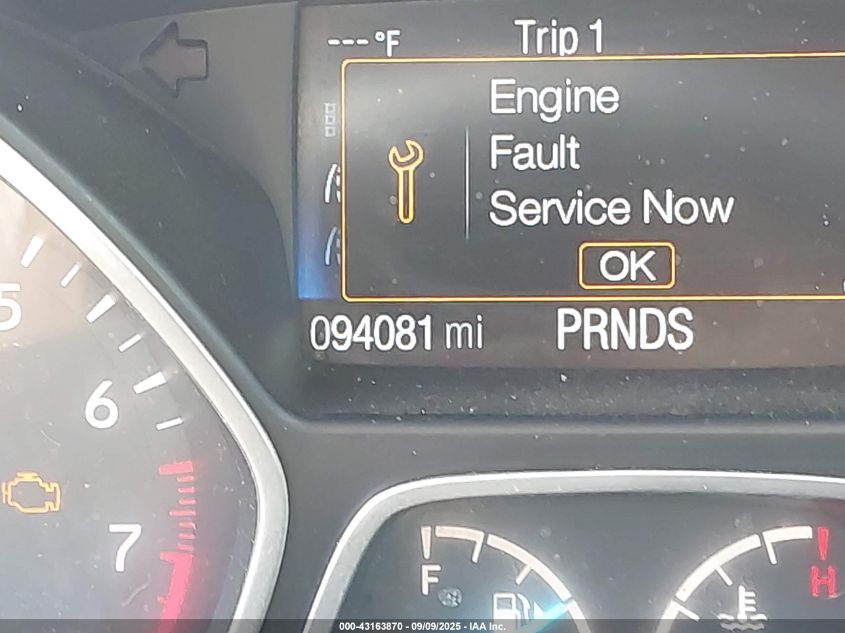 ---°F Trip 1
Engine
Fault
Service Now
OK
094081 mi PRNDS
5
6
7
F
H
000-43163870 - 09/09/2025 - IAA Inc.